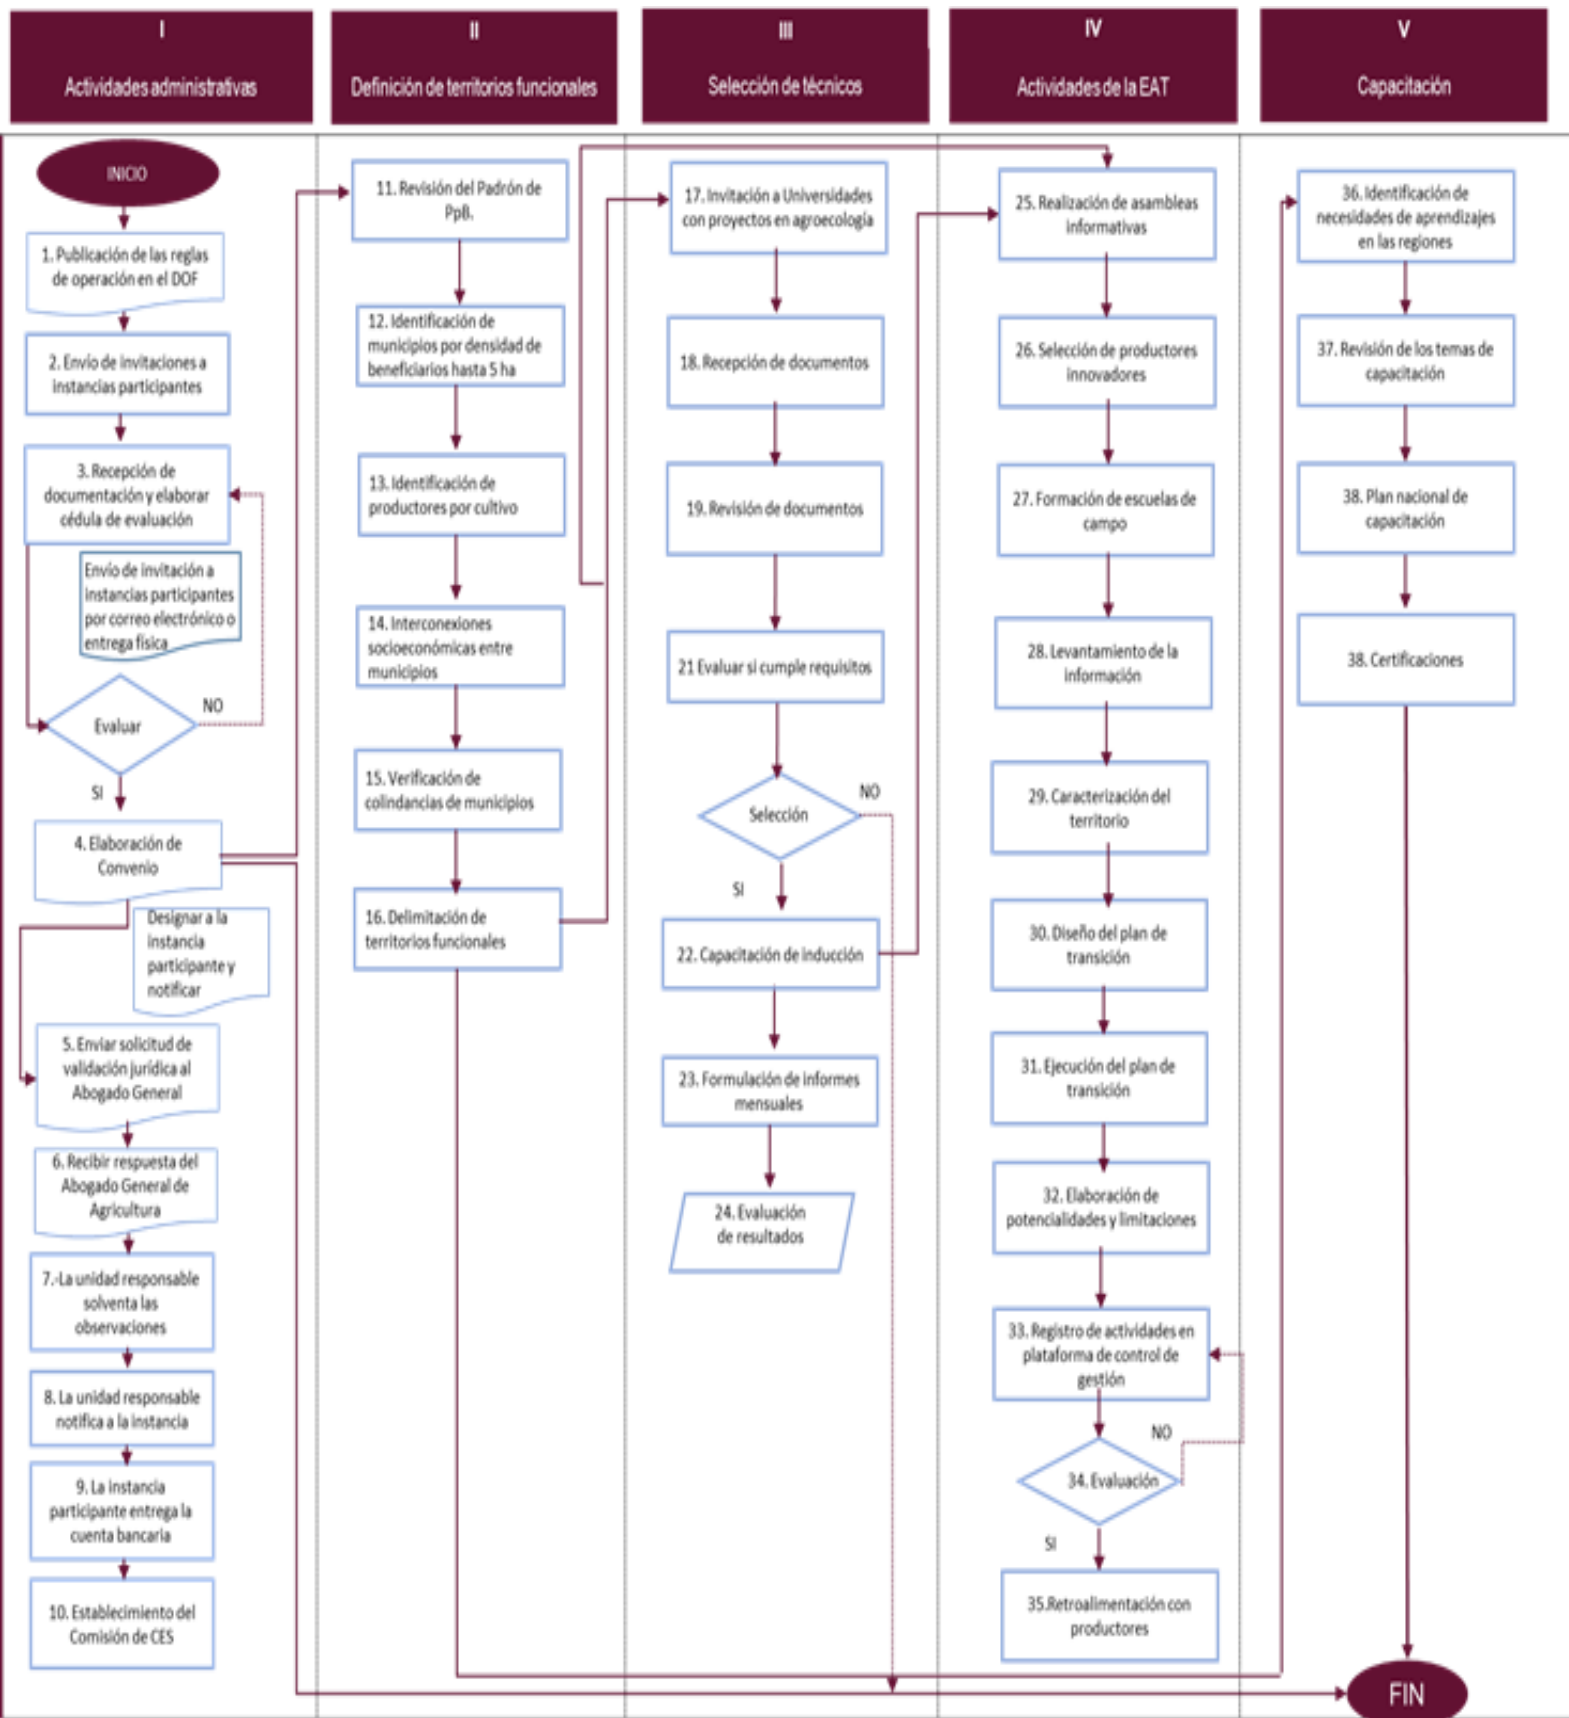 I
Actividades administrativas
II
Definición de territorios funcionales
III
Selección de técnicos
IV
Actividades de la EAT
V
Capacitación
INICIO
1. Publicación de las reglas
de operación en el DOF
2. Envío de invitaciones a
instancias participantes
3. Recepción de
documentación y elaborar
cédula de evaluación
Envío de invitación a
instancias participantes
por correo electrónico o
entrega física
Evaluar
NO
SI
4. Elaboración de
Convenio
Designar a la
instancia
participante y
notificar
5. Enviar solicitud de
validación jurídica al
Abogado General
6. Recibir respuesta del
Abogado General de
Agricultura
7.-La unidad responsable
solventa las
observaciones
8. La unidad responsable
notifica a la instancia
9. La instancia
participante entrega la
cuenta bancaria
10. Establecimiento del
Comisión de CES
11. Revisión del Padrón de
PpB.
12. Identificación de
municipios por densidad de
beneficiarios hasta 5 ha
13. Identificación de
productores por cultivo
14. Interconexiones
socioeconómicas entre
municipios
15. Verificación de
colindancias de municipios
16. Delimitación de
territorios funcionales
17. Invitación a Universidades
con proyectos en agroecología
18. Recepción de documentos
19. Revisión de documentos
21 Evaluar si cumple requisitos
Selección
NO
SI
22. Capacitación de inducción
23. Formulación de informes
mensuales
24. Evaluación
de resultados
25. Realización de asambleas
informativas
26. Selección de productores
innovadores
27. Formación de escuelas de
campo
28. Levantamiento de la
información
29. Caracterización del
territorio
30. Diseño del plan de
transición
31. Ejecución del plan de
transición
32. Elaboración de
potencialidades y limitaciones
33. Registro de actividades en
plataforma de control de
gestión
NO
34. Evaluación
SI
35.Retroalimentación con
productores
36. Identificación de
necesidades de aprendizajes
en las regiones
37. Revisión de los temas de
capacitación
38. Plan nacional de
capacitación
38. Certificaciones
FIN